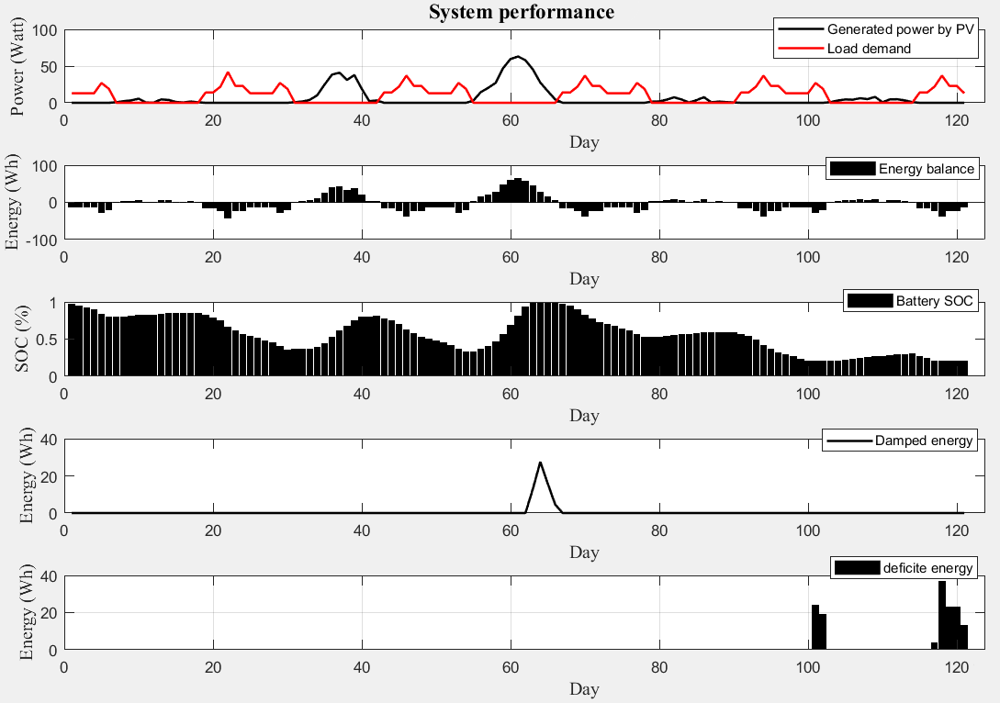 System performance
Power (Watt)
100
50
0
Generated power by PV
Load demand
0 20 40 60 80 100 120
Day
Energy (Wh)
100
0
-100
Energy balance
0 20 40 60 80 100 120
Day
SOC (%)
1
0.5
0
Battery SOC
0 20 40 60 80 100 120
Day
Energy (Wh)
40
20
0
Damped energy
0 20 40 60 80 100 120
Day
Energy (Wh)
40
20
0
deficite energy
0 20 40 60 80 100 120
Day